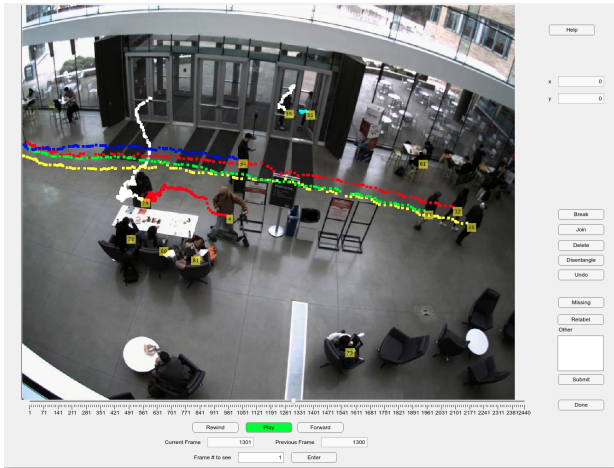 Help
x 0
y 0
Break
Join
Delete
Disentangle
Undo
Missing
Relabel
Other
Submit
Done
1 71 141 211 281 351 421 491 561 631 701 771 841 911 981 1051 1121 1191 1261 1331 1401 1471 1541 1611 1681 1751 1821 1891 1961 2031 2101 2171 2241 2311 2381 2440
Rewind Play Forward
Current Frame 1301 Previous Frame 1300
Frame # to see 1 Enter